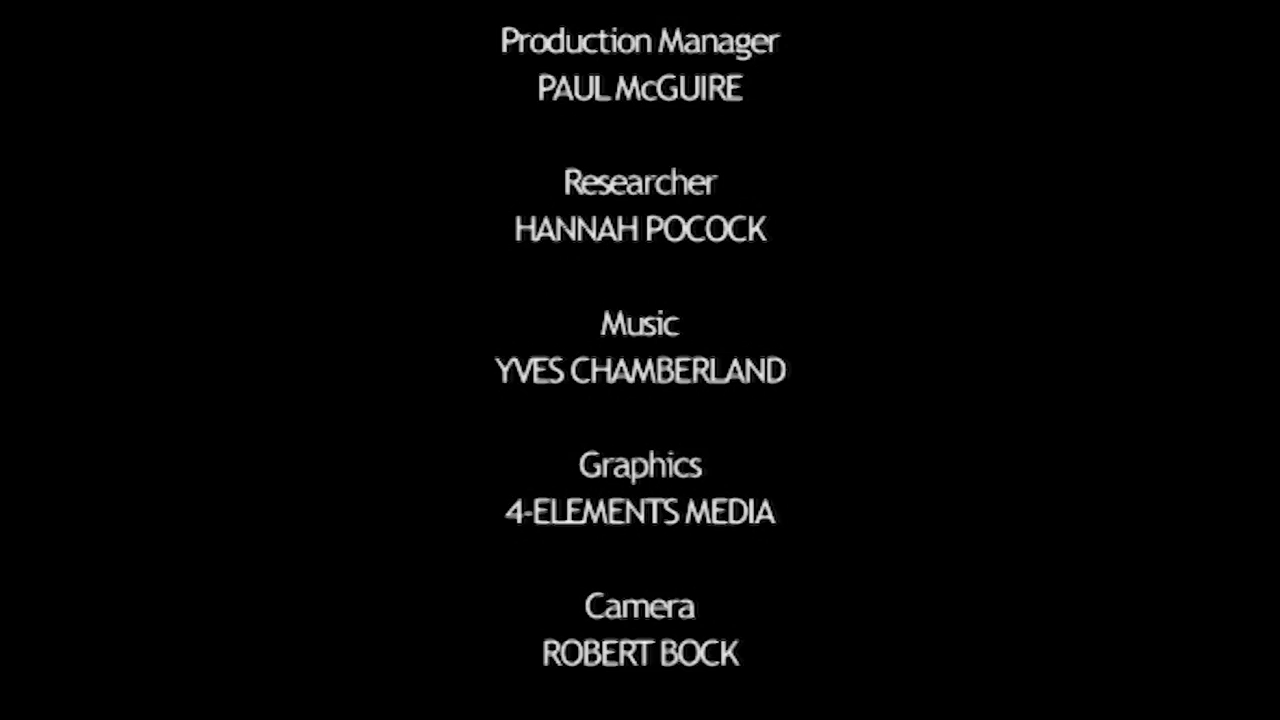 Production Manager
PAUL McGUIRE
Researcher
HANNAH POCOCK
Music
YVES CHAMBERLAND
Graphics
4-ELEMENTS MEDIA
Camera
ROBERT BOCK